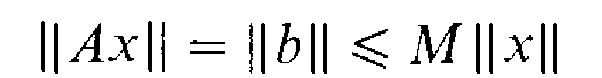 ‖Ax‖ = ‖b‖ ⩽ M‖x‖